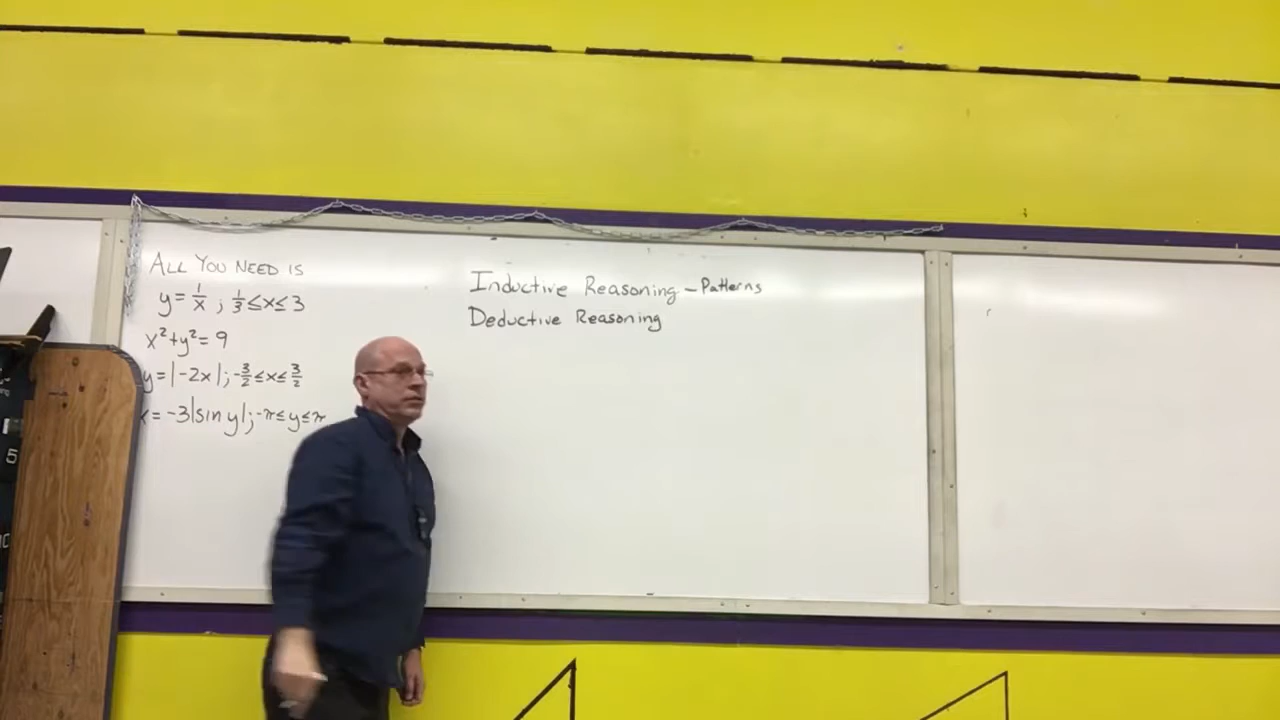 ALL YOU NEED IS
y = 1/x ; 1/3 ≤ x ≤ 3
x² + y² = 9
y = |-2x| ; -3/2 ≤ x ≤ 3/2
x = -3|sin y| ; -π ≤ y ≤ π
Inductive Reasoning – Patterns
Deductive Reasoning
5